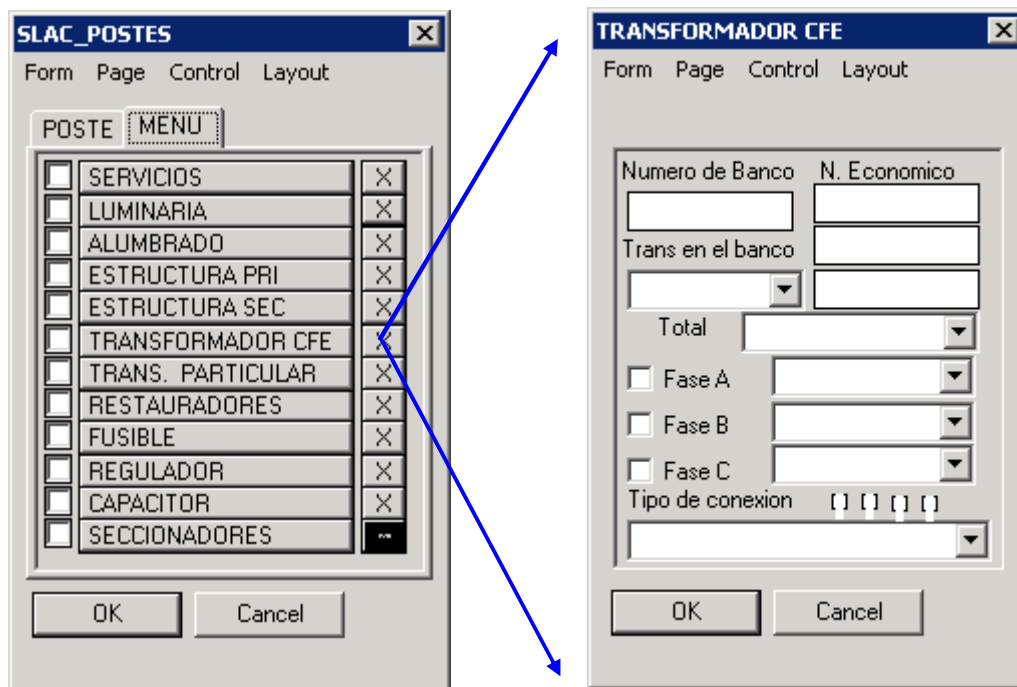 SLAC_POSTES
Form Page Control Layout
POSTE MENU
SERVICIOS X
LUMINARIA X
ALUMBRADO X
ESTRUCTURA PRI X
ESTRUCTURA SEC X
TRANSFORMADOR CFE X
TRANS. PARTICULAR X
RESTAURADORES X
FUSIBLE X
REGULADOR X
CAPACITOR X
SECCIONADORES
OK Cancel
TRANSFORMADOR CFE
Form Page Control Layout
Numero de Banco N. Economico
Trans en el banco
Total
Fase A
Fase B
Fase C
Tipo de conexion [ ] [ ] [ ] [ ]
OK Cancel